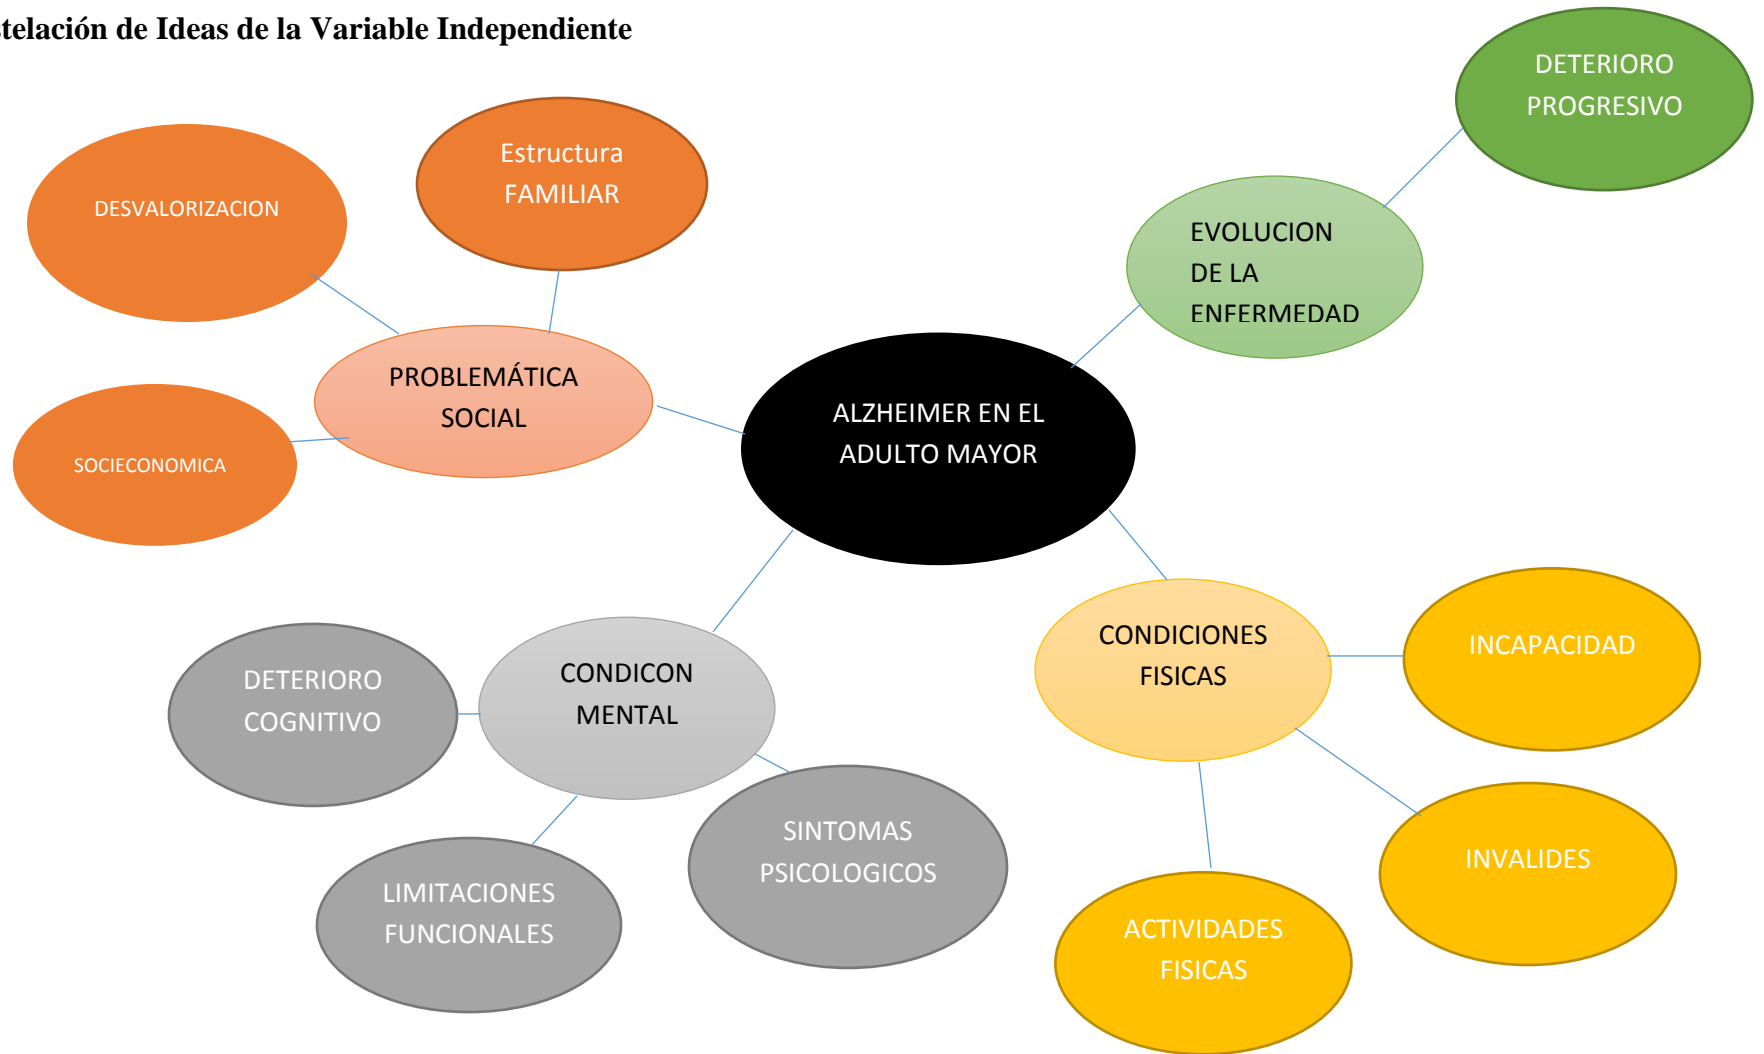 stelación de Ideas de la Variable Independiente
DETERIORO
PROGRESIVO
Estructura
FAMILIAR
DESVALORIZACION
EVOLUCION
DE LA
ENFERMEDAD
PROBLEMÁTICA
SOCIAL
ALZHEIMER EN EL
ADULTO MAYOR
SOCIECONOMICA
CONDICIONES
FISICAS
INCAPACIDAD
CONDICON
MENTAL
DETERIORO
COGNITIVO
SINTOMAS
PSICOLOGICOS
INVALIDES
LIMITACIONES
FUNCIONALES
ACTIVIDADES
FISICAS